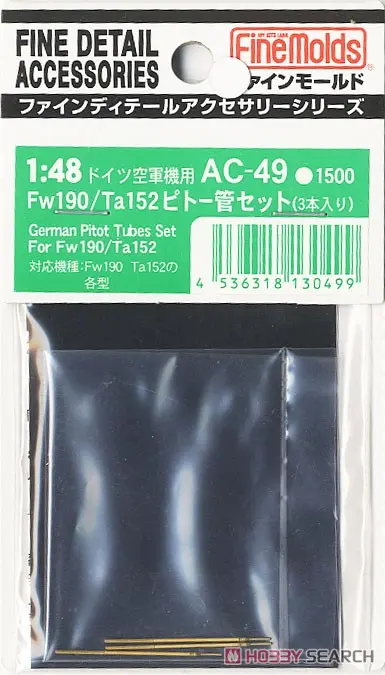 FINE DETAIL
ACCESSORIES
FineMolds
ァインモールド
ファインディテールアクセサリーシリーズ
1:48 ドイツ空軍機用 AC-49 ●1500
Fw190/Ta152ピトー管セット(3本入り)
German Pitot Tubes Set
For Fw190/Ta152
対応機種:Fw190 Ta152の
各型
4 536318 130499
HOBBY SEARCH